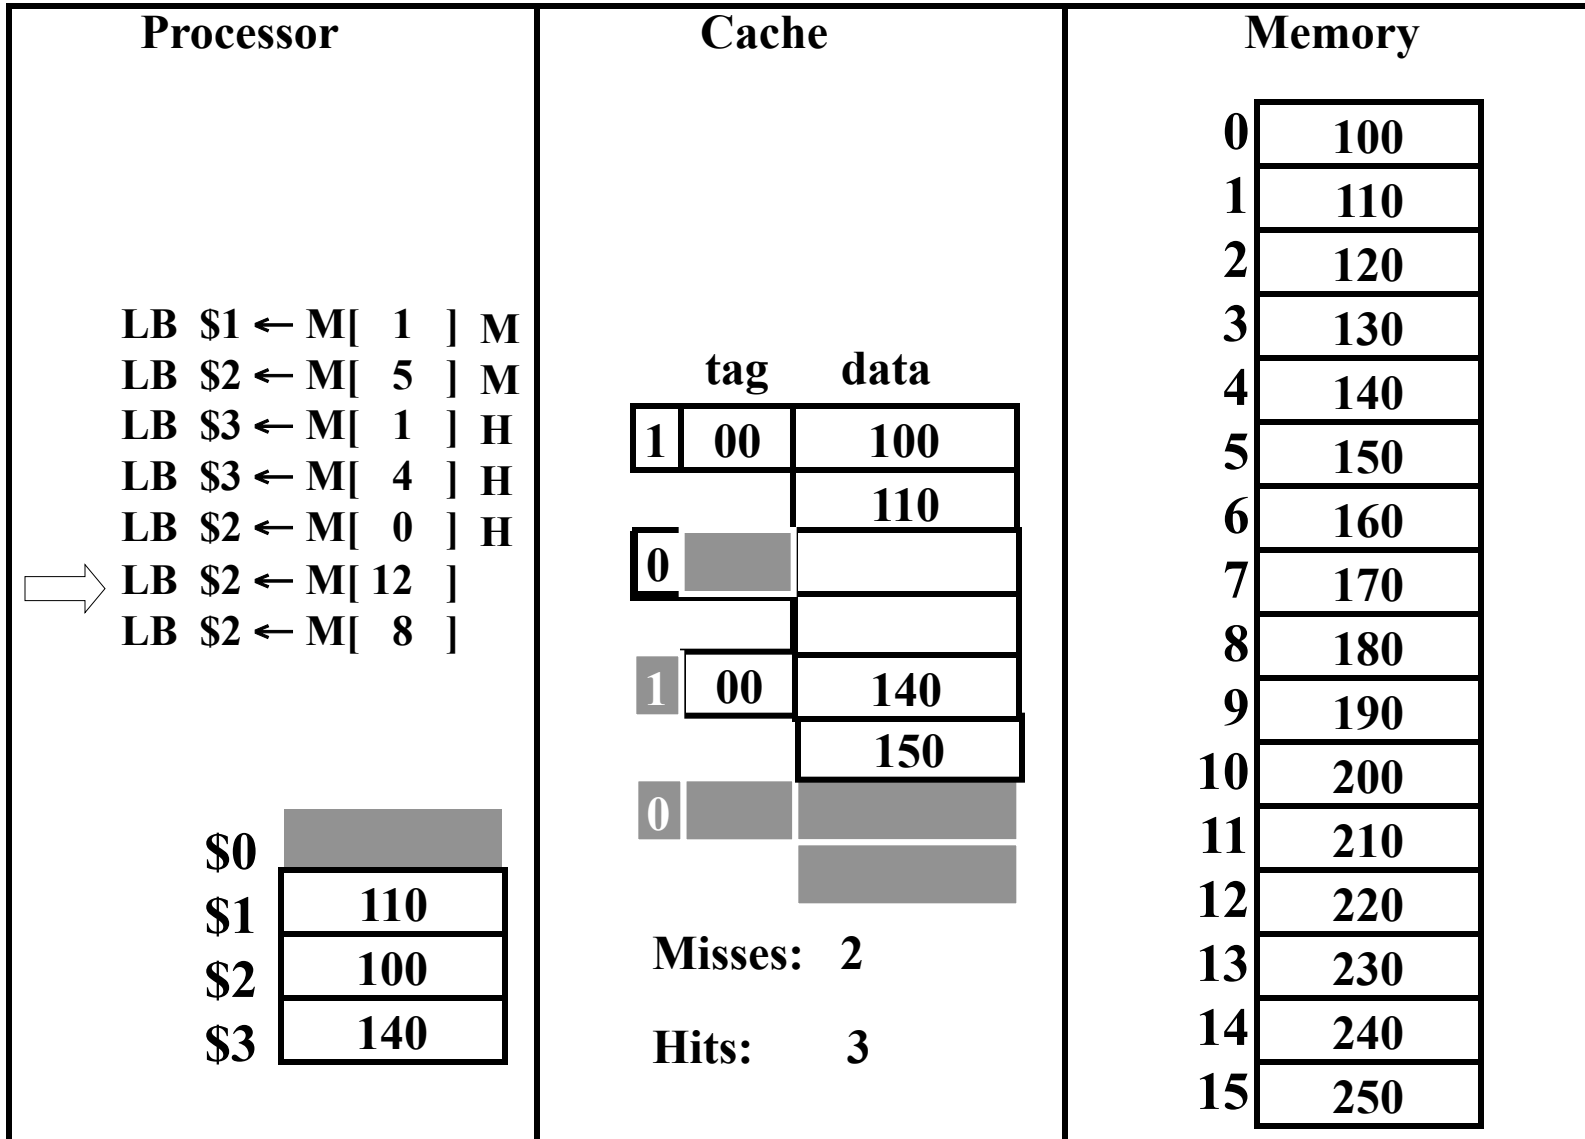 Processor
LB $1 ← M[ 1 ] M
LB $2 ← M[ 5 ] M
LB $3 ← M[ 1 ] H
LB $3 ← M[ 4 ] H
LB $2 ← M[ 0 ] H
LB $2 ← M[ 12 ]
LB $2 ← M[ 8 ]
$0
$1 110
$2 100
$3 140
Cache
tag data
1 00 100
110
0
1 00 140
150
0
Misses: 2
Hits: 3
Memory
0 100
1 110
2 120
3 130
4 140
5 150
6 160
7 170
8 180
9 190
10 200
11 210
12 220
13 230
14 240
15 250